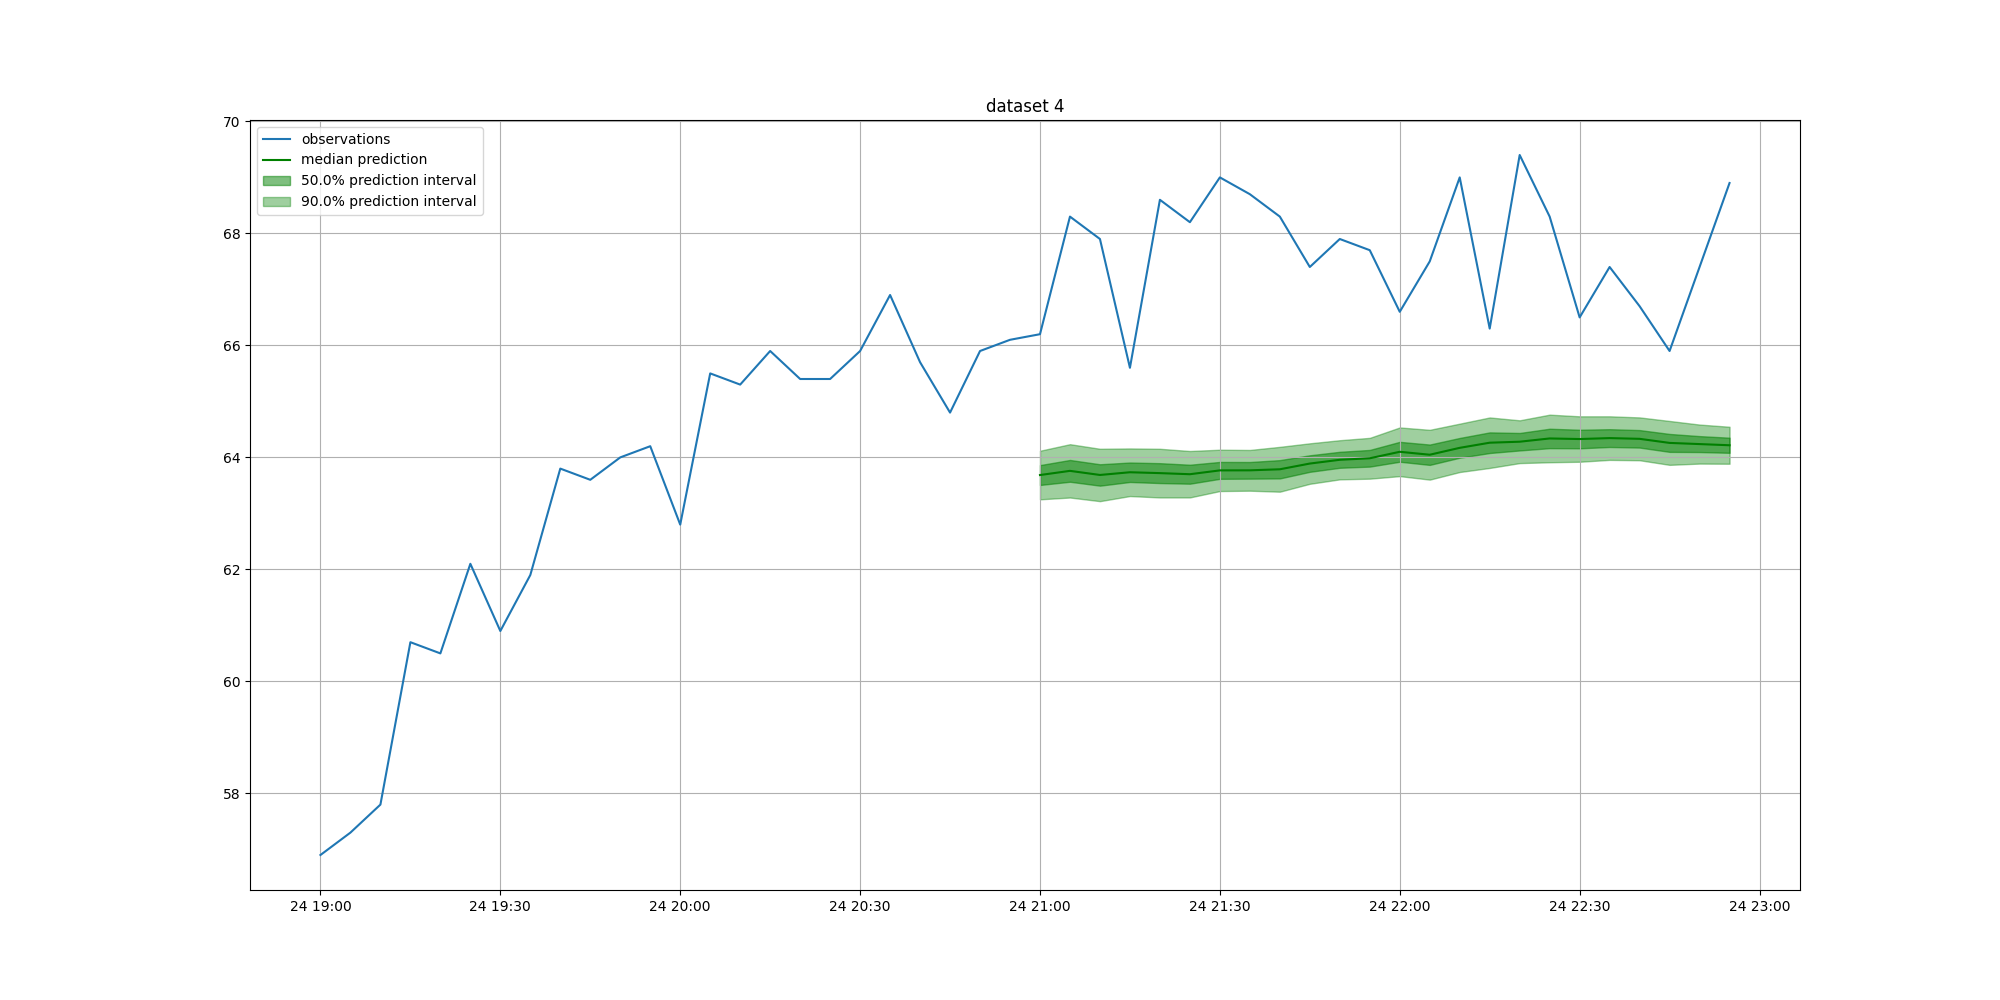 dataset 4
70
observations
median prediction
50.0% prediction interval
90.0% prediction interval
68
66
64
62
60
58
24 19:00 24 19:30 24 20:00 24 20:30 24 21:00 24 21:30 24 22:00 24 22:30 24 23:00